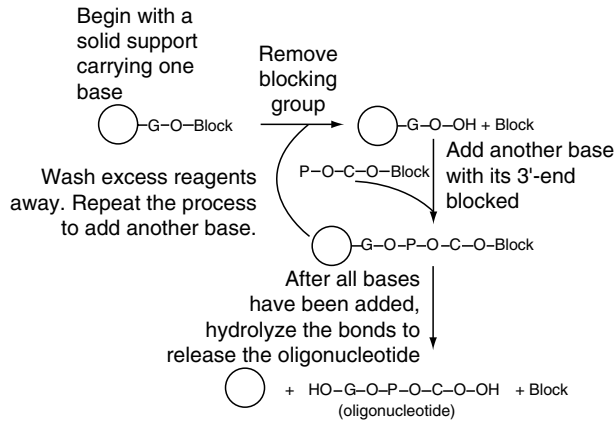 Begin with a
solid support
carrying one
base
Remove
blocking
group
G–O–Block
G–O–OH + Block
Add another base
with its 3'-end
blocked
P–O–C–O–Block
Wash excess reagents
away. Repeat the process
to add another base.
G–O–P–O–C–O–Block
After all bases
have been added,
hydrolyze the bonds to
release the oligonucleotide
+ HO–G–O–P–O–C–O–OH + Block
(oligonucleotide)